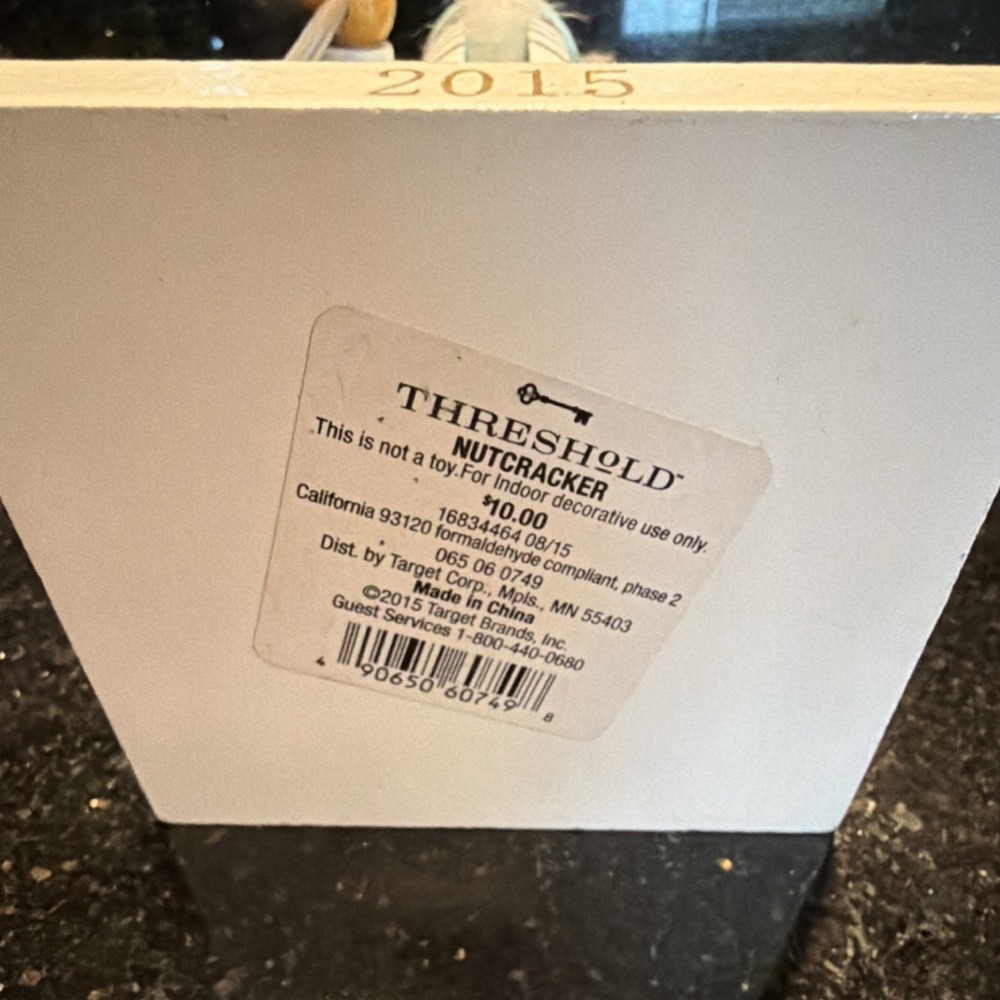 2015
THRESHOLD™
NUTCRACKER
This is not a toy.For Indoor decorative use only.
$10.00
16834464 08/15
California 93120 formaldehyde compliant, phase 2
065 06 0749
Dist. by Target Corp., Mpls., MN 55403
Made in China
©2015 Target Brands, Inc.
Guest Services 1-800-440-0680
4 90650 60749 8